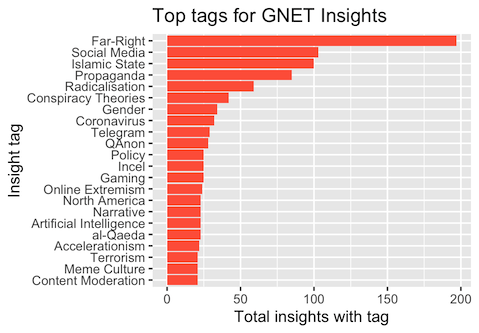 Top tags for GNET Insights
Insight tag
Far-Right
Social Media
Islamic State
Propaganda
Radicalisation
Conspiracy Theories
Gender
Coronavirus
Telegram
QAnon
Policy
Incel
Gaming
Online Extremism
North America
Narrative
Artificial Intelligence
al-Qaeda
Accelerationism
Terrorism
Meme Culture
Content Moderation
0 50 100 150 200
Total insights with tag